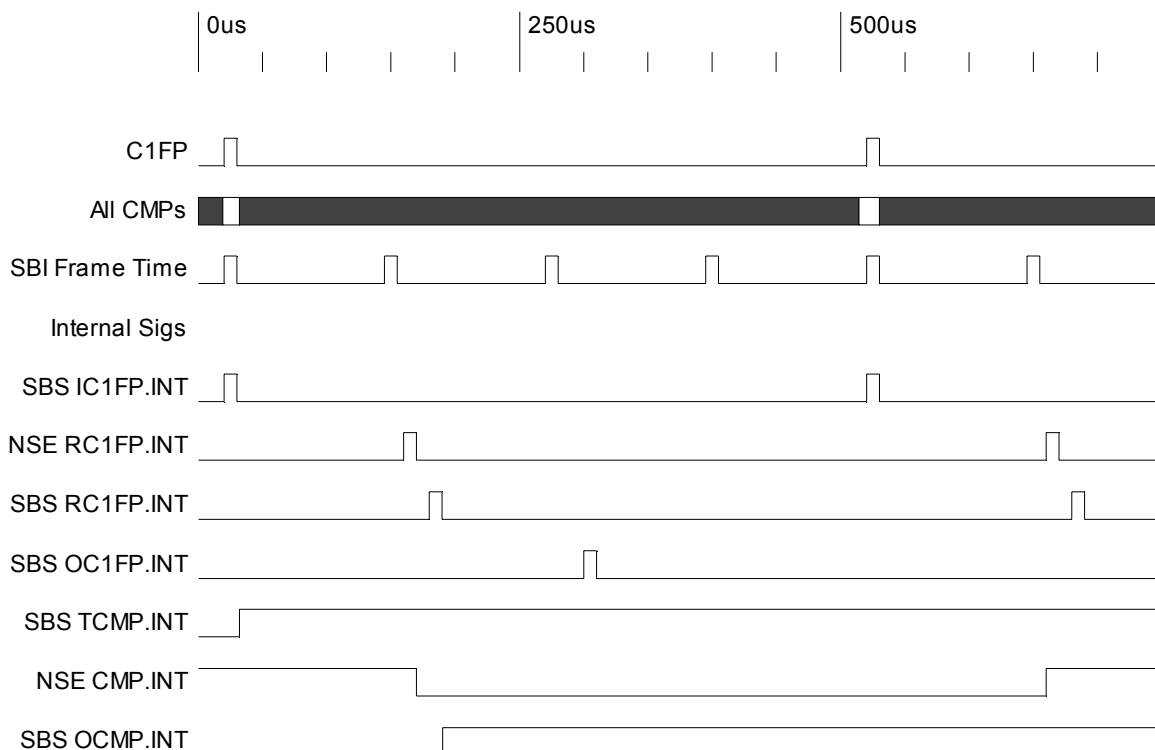 0us 250us 500us
C1FP
All CMPs
SBI Frame Time
Internal Sigs
SBS IC1FP.INT
NSE RC1FP.INT
SBS RC1FP.INT
SBS OC1FP.INT
SBS TCMP.INT
NSE CMP.INT
SBS OCMP.INT